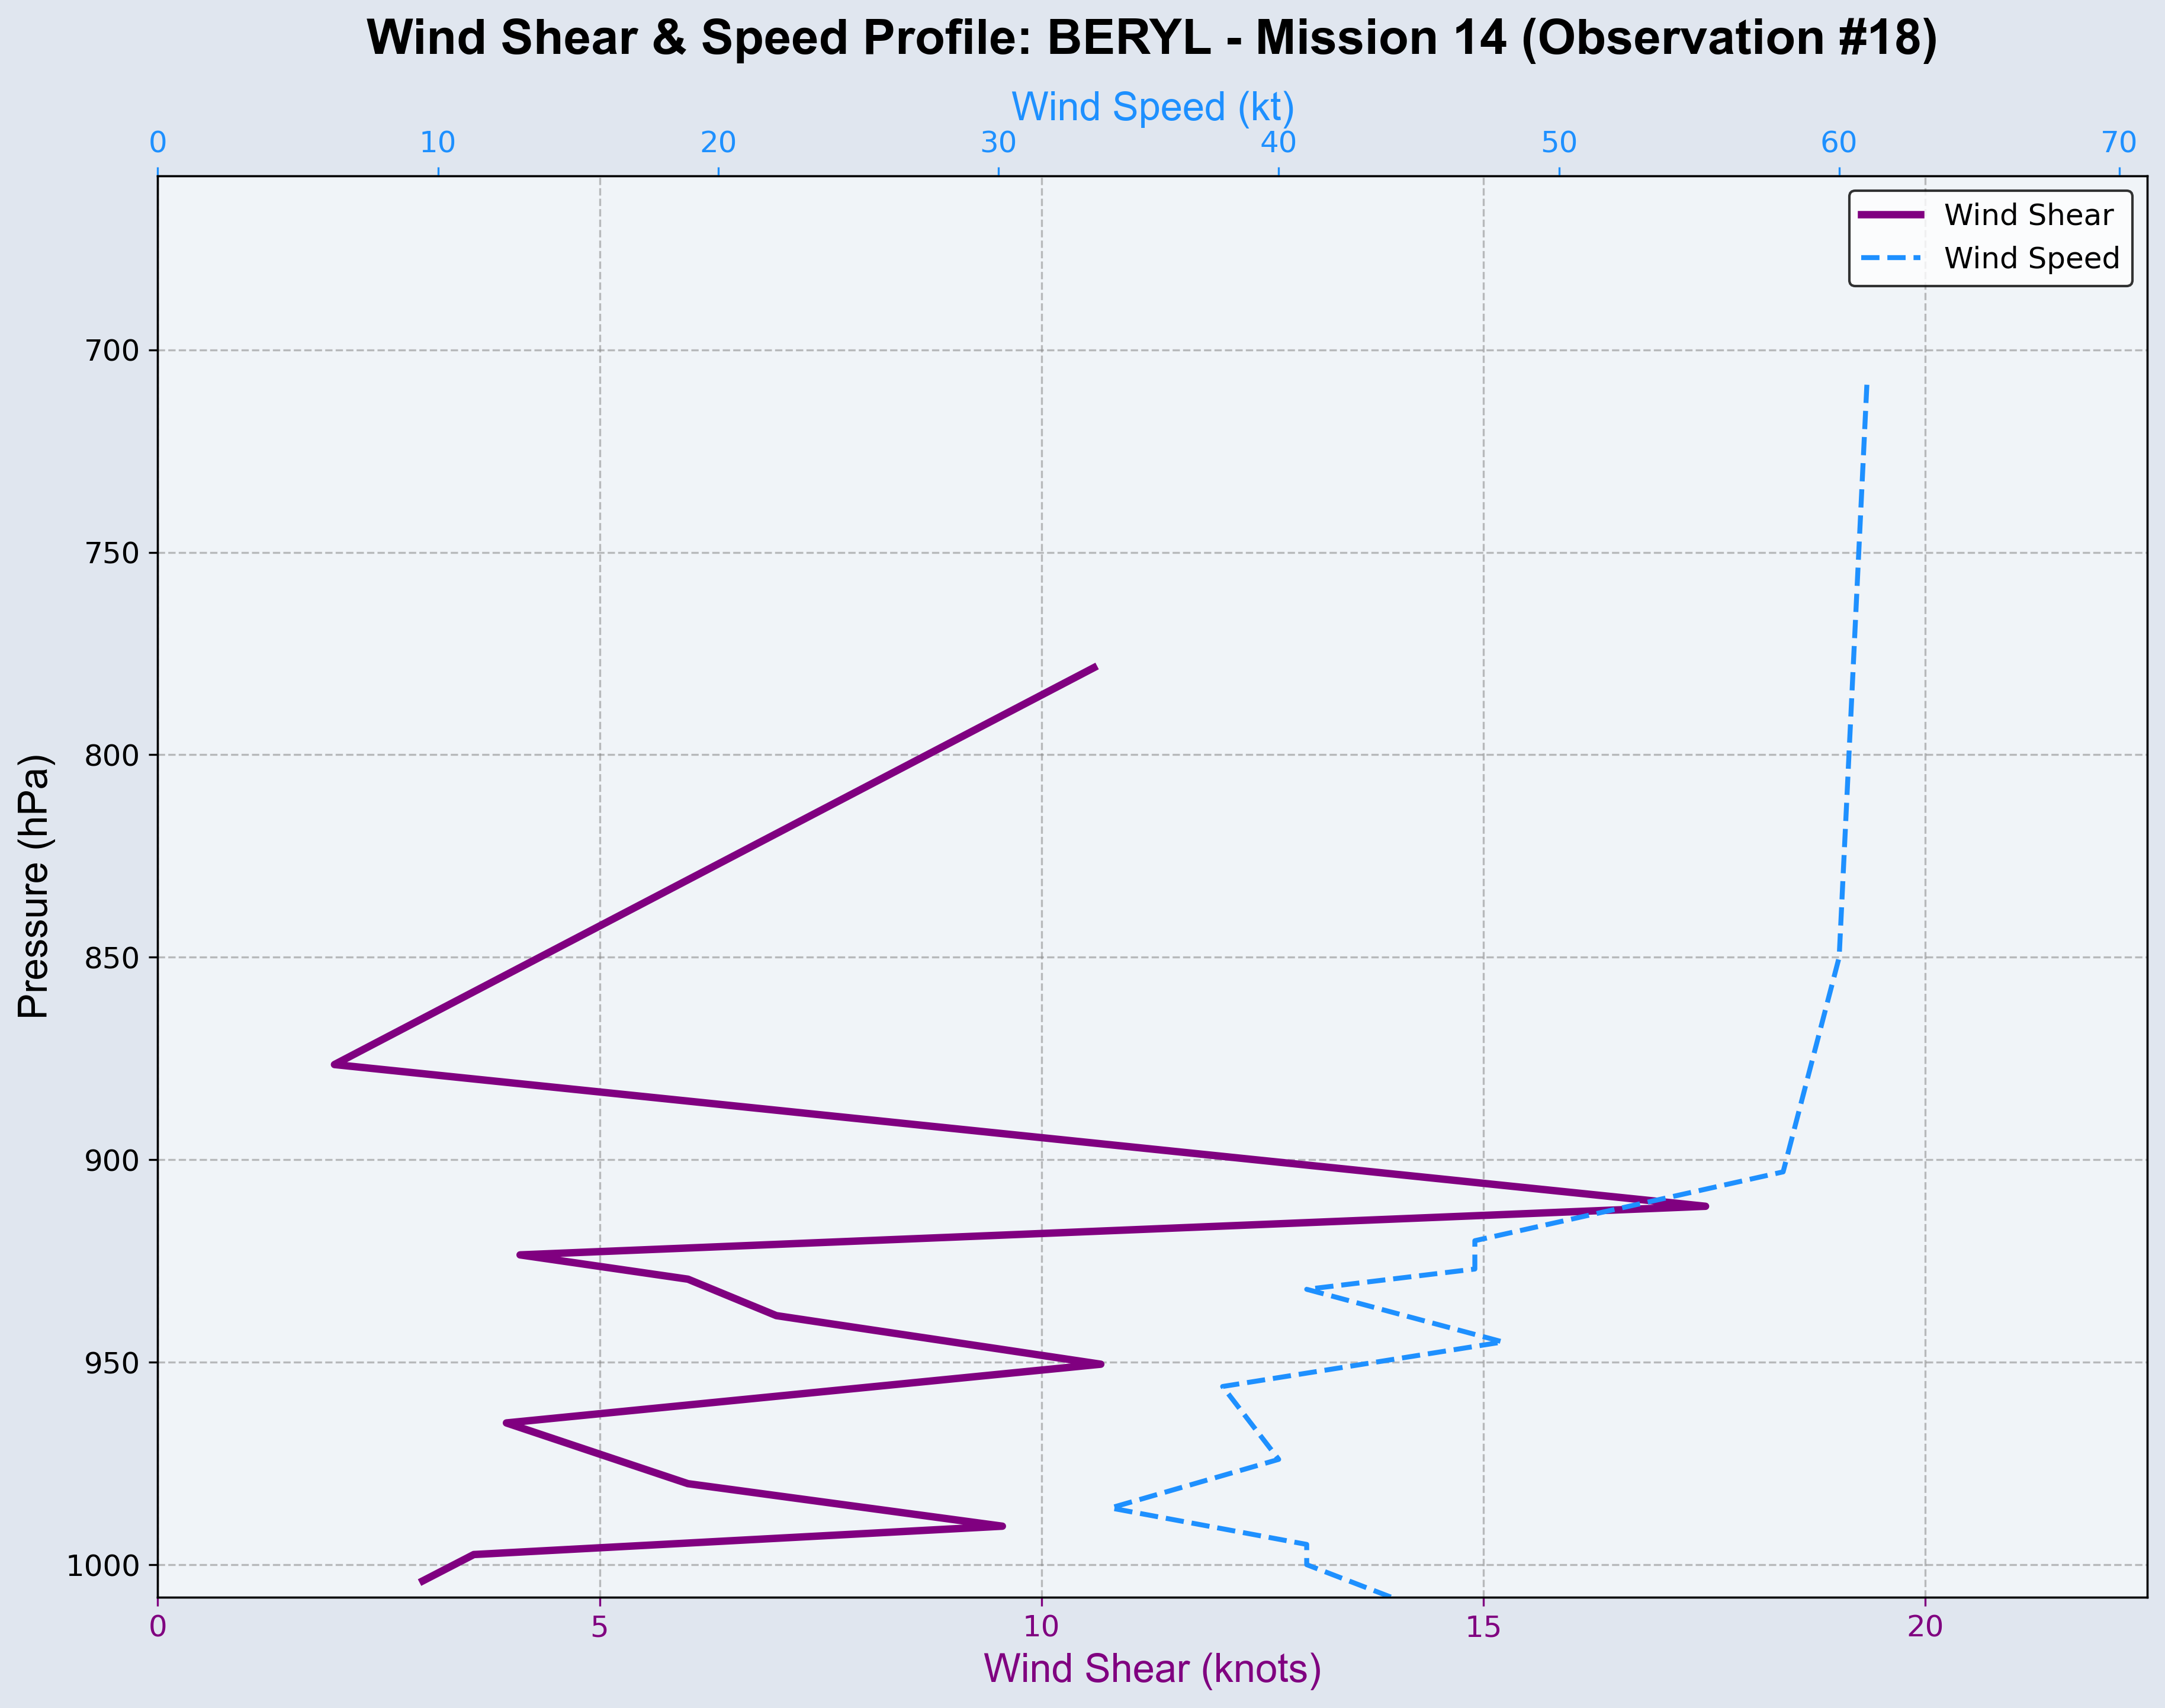 Wind Shear & Speed Profile: BERYL - Mission 14 (Observation #18)
Wind Speed (kt)
0 10 20 30 40 50 60 70
Wind Shear
Wind Speed
700
750
800
850
900
950
1000
Pressure (hPa)
0 5 10 15 20
Wind Shear (knots)